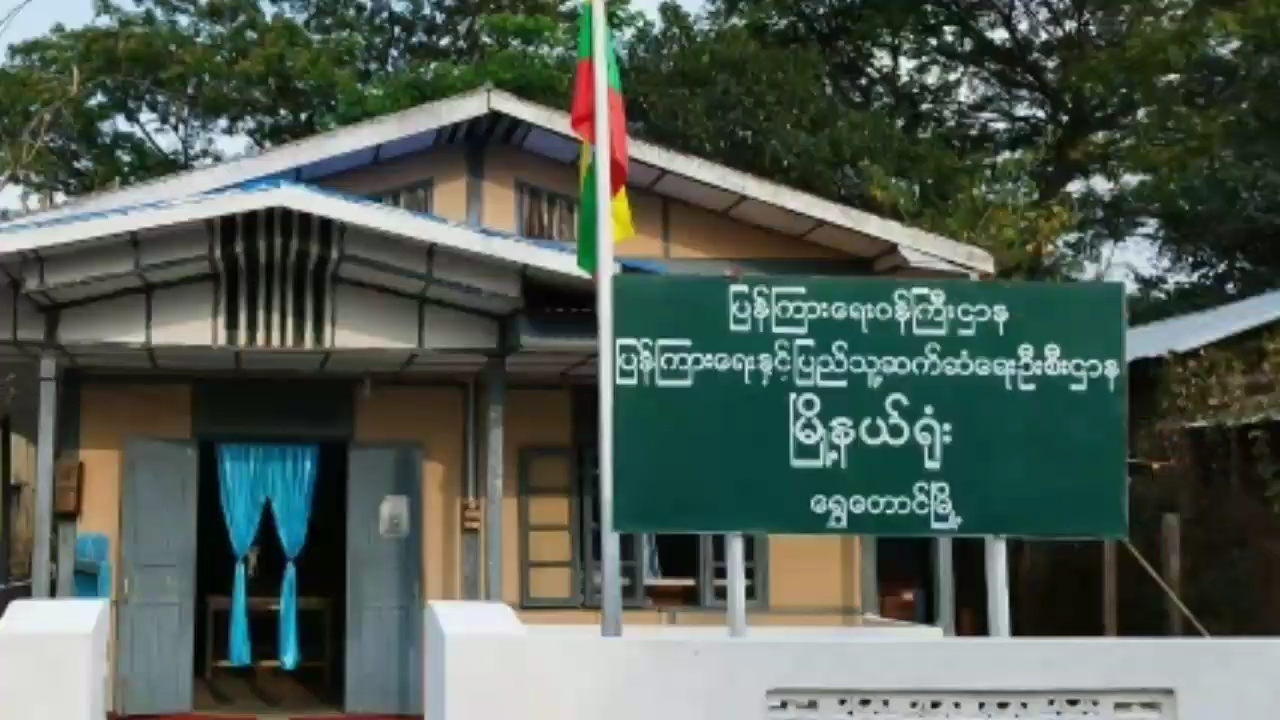 ပြန်ကြားရေးဝန်ကြီးဌာန
ပြန်ကြားရေးနှင့်ပြည်သူ့ဆက်ဆံရေးဦးစီးဌာန
မြို့နယ်ရုံး
ရွှေတောင်မြို့